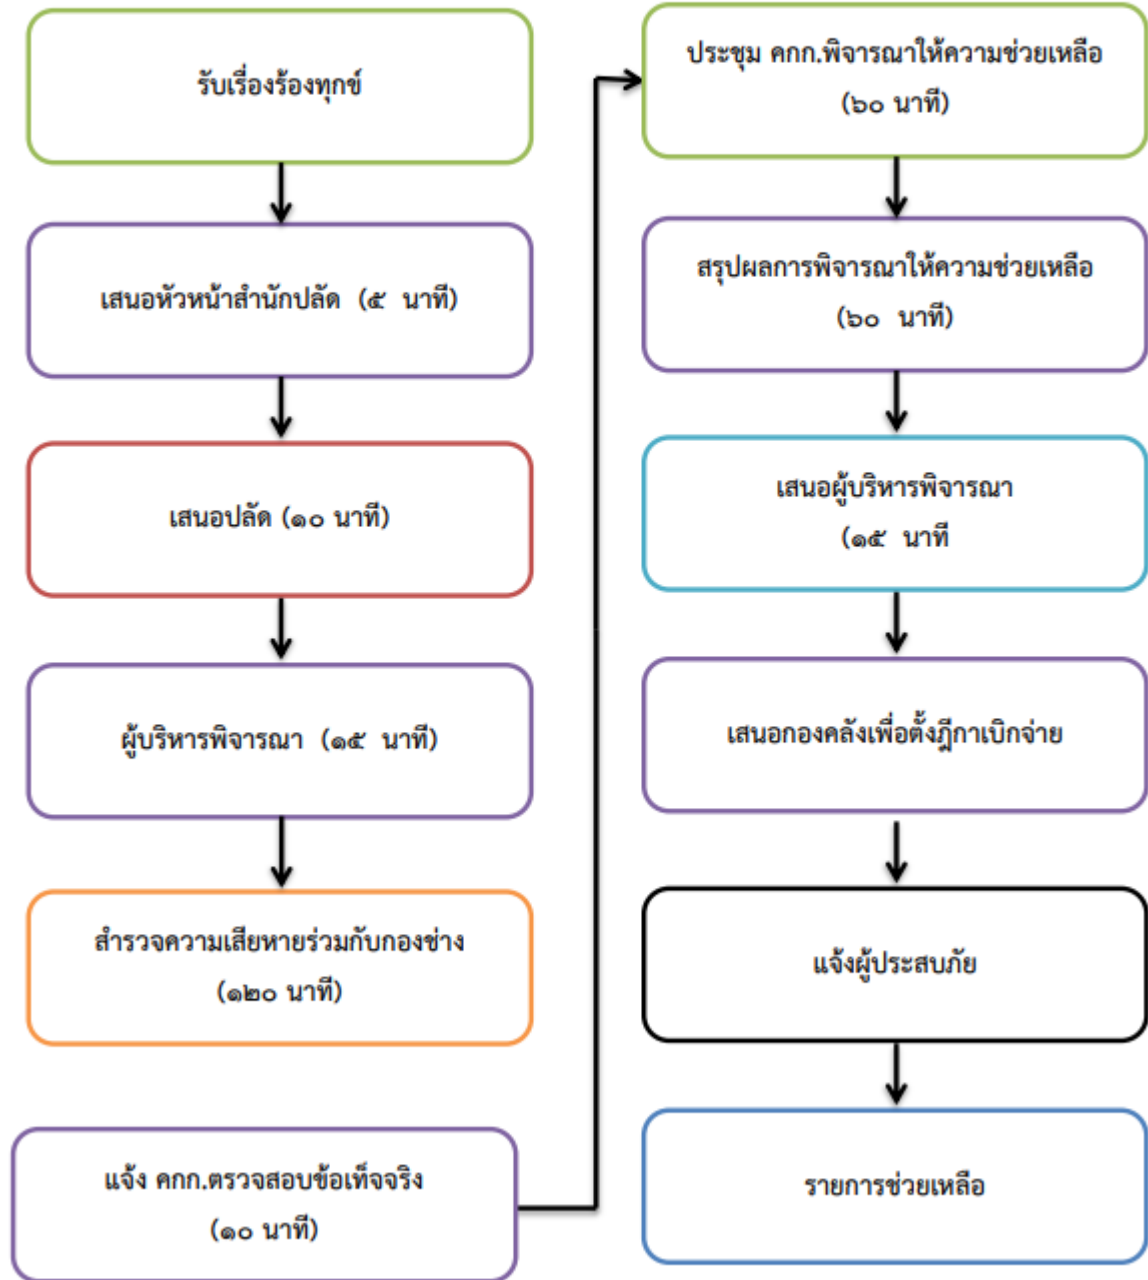 รับเรื่องร้องทุกข์
เสนอหัวหน้าสำนักปลัด (๕ นาที)
เสนอปลัด (๑๐ นาที)
ผู้บริหารพิจารณา (๑๕ นาที)
สำรวจความเสียหายร่วมกับกองช่าง
(๑๒๐ นาที)
แจ้ง คกก.ตรวจสอบข้อเท็จจริง
(๑๐ นาที)
ประชุม คกก.พิจารณาให้ความช่วยเหลือ
(๖๐ นาที)
สรุปผลการพิจารณาให้ความช่วยเหลือ
(๖๐ นาที)
เสนอผู้บริหารพิจารณา
(๑๕ นาที
เสนอกองคลังเพื่อตั้งฎีกาเบิกจ่าย
แจ้งผู้ประสบภัย
รายการช่วยเหลือ